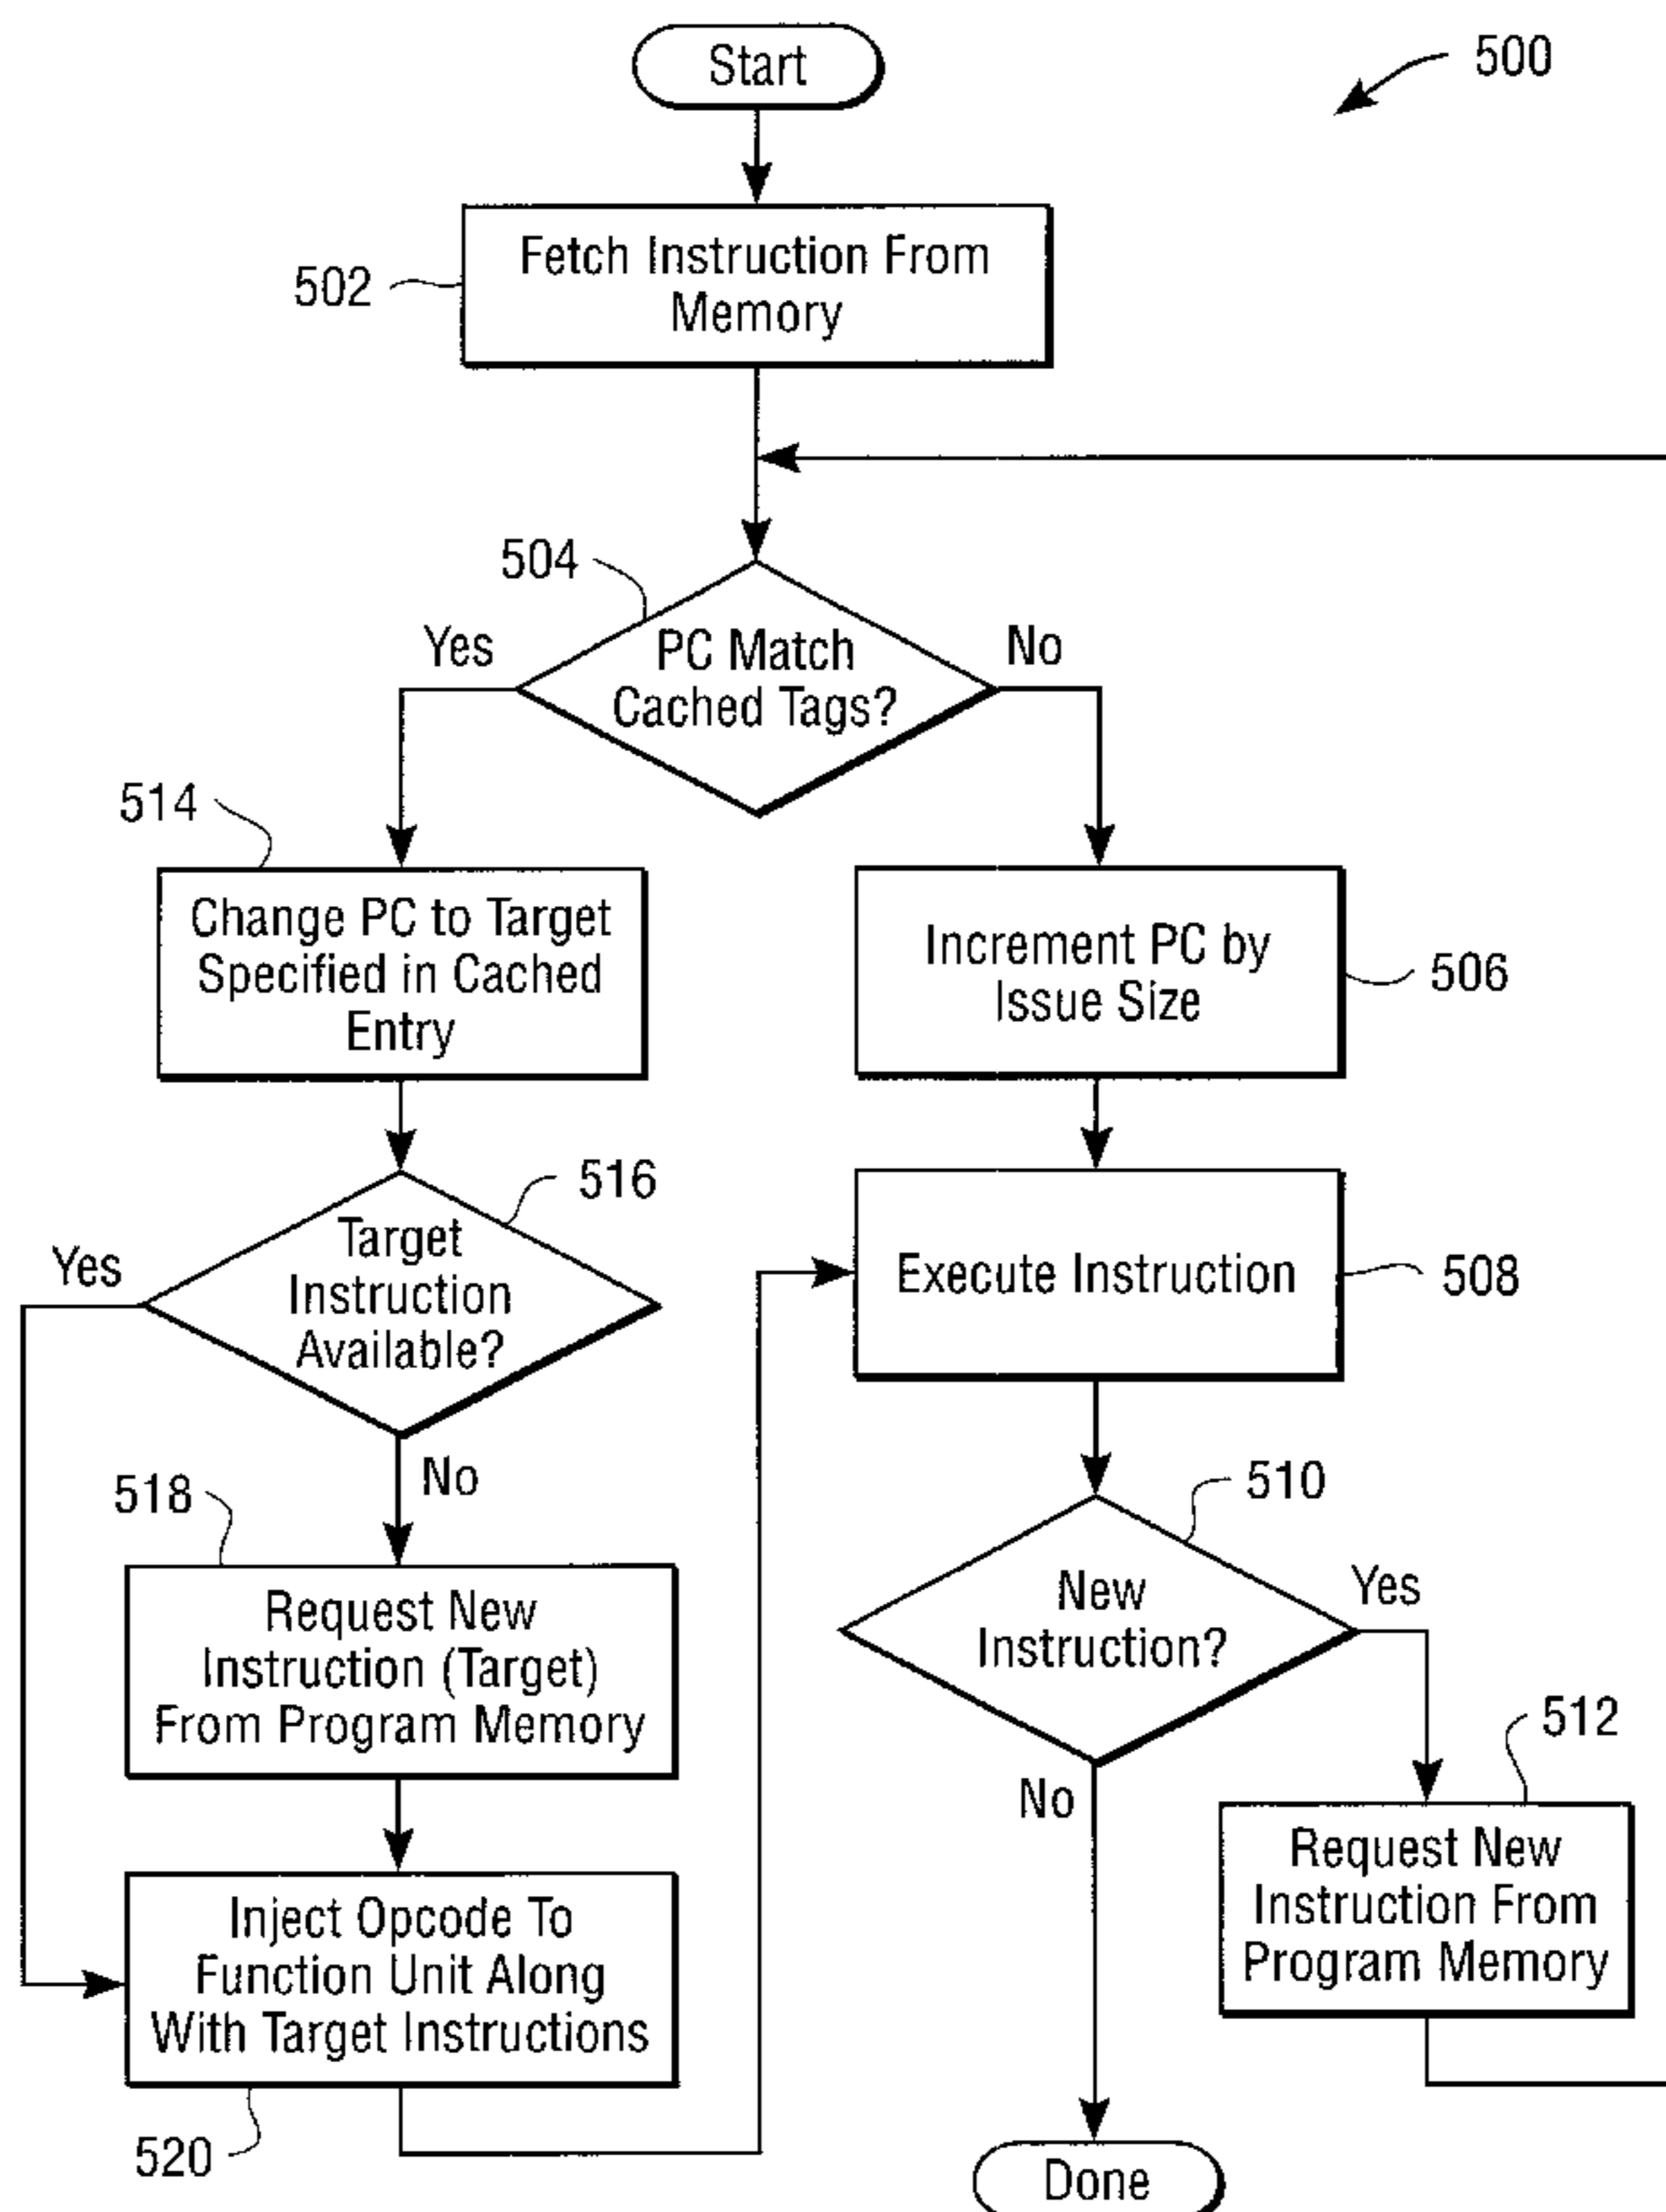 Start
500
Fetch Instruction From
Memory
502
504
Yes
PC Match
Cached Tags?
No
514
Change PC to Target
Specified in Cached
Entry
Increment PC by
Issue Size
506
516
Yes
Target
Instruction
Available?
Execute Instruction
508
No
518
510
New
Instruction?
Yes
Request New
Instruction (Target)
From Program Memory
512
No
Request New
Instruction From
Program Memory
Inject Opcode To
Function Unit Along
With Target Instructions
520
Done